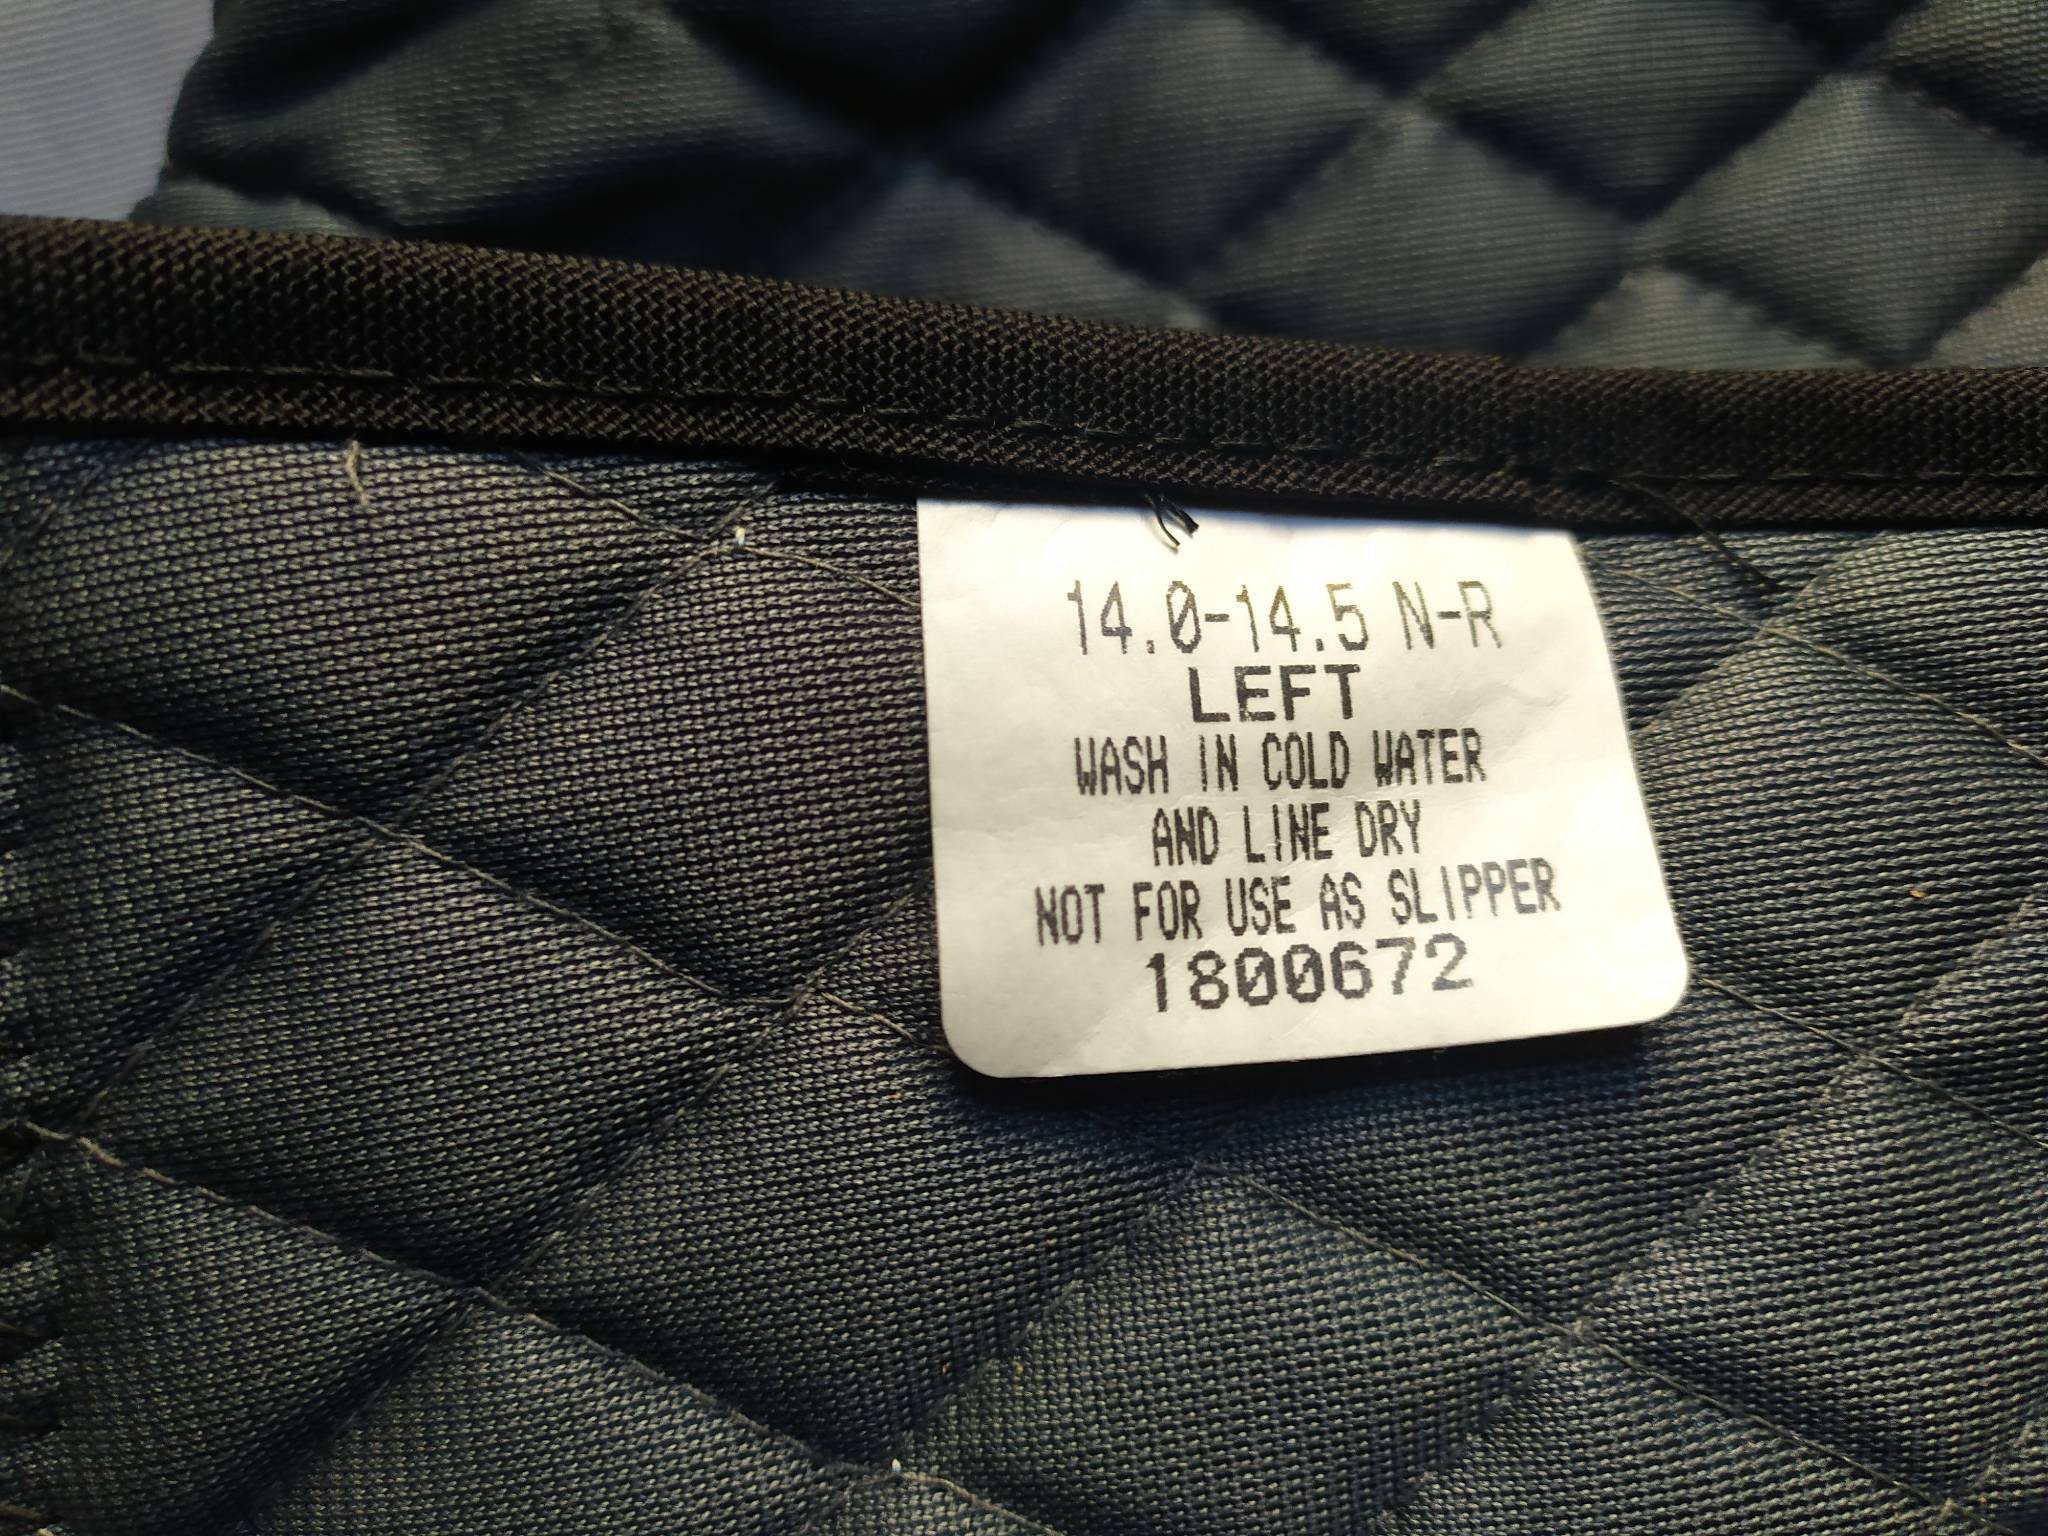 14.0-14.5 N-R
LEFT
WASH IN COLD WATER
AND LINE DRY
NOT FOR USE AS SLIPPER
1800672